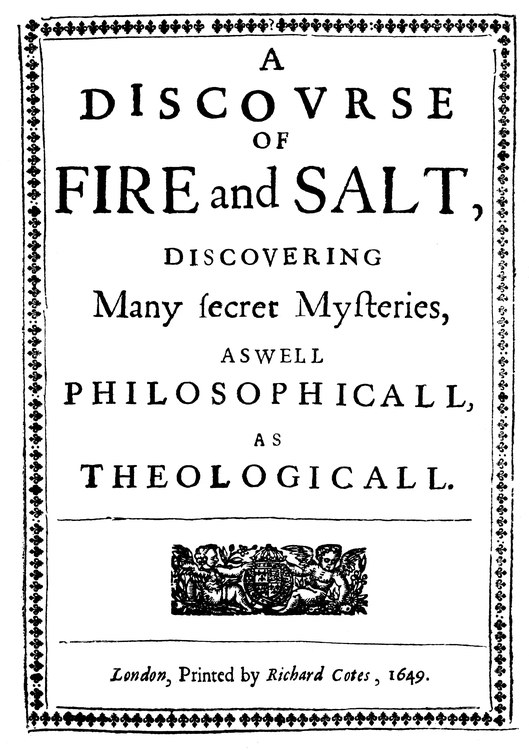 A
DISCOVRSE
OF
FIRE and SALT,
DISCOVERING
Many ſecret Myſteries,
ASWELL
PHILOSOPHICALL,
AS
THEOLOGICALL.
London, Printed by Richard Cotes, 1649.